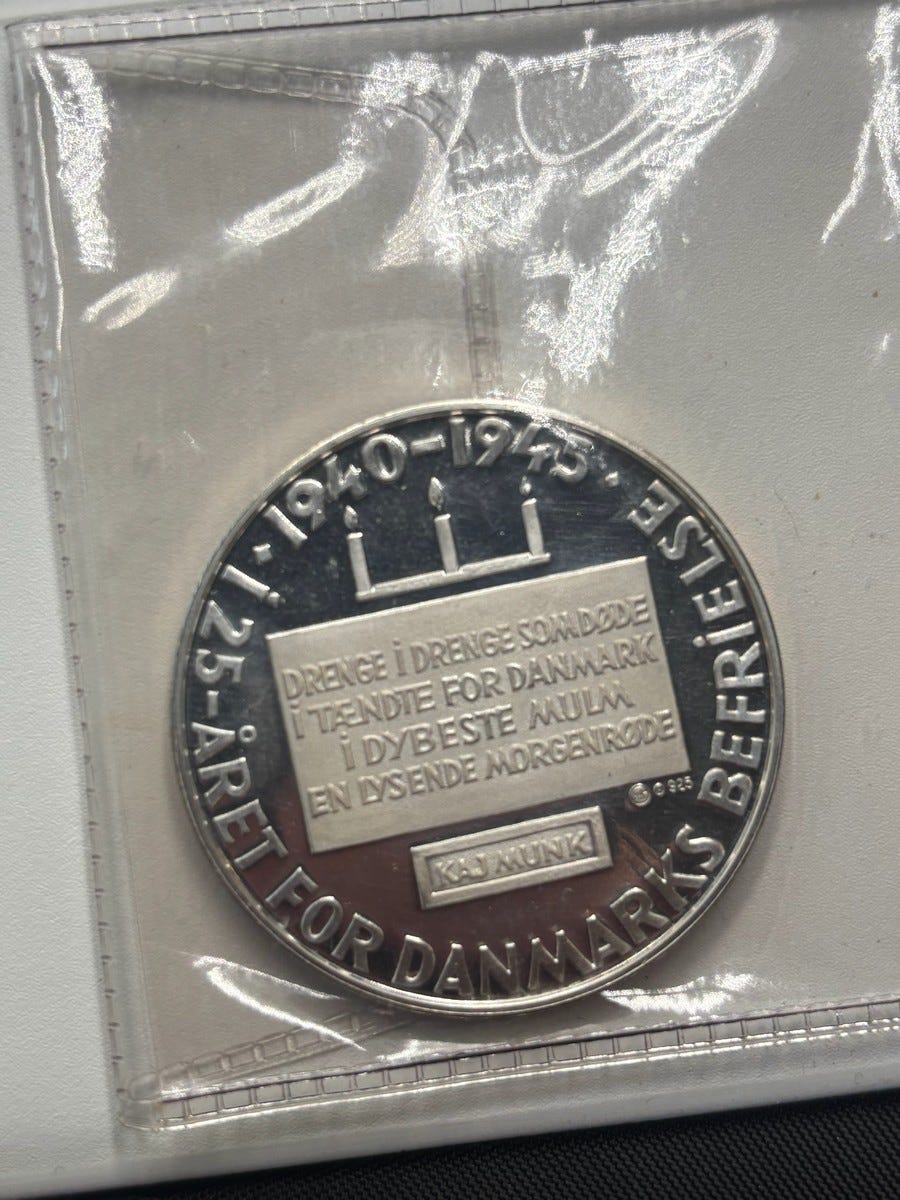 · 1940-1945 ·
I 25-ÅRET FOR DANMARKS BEFRIELSE
DRENGE I DRENGE SOM DØDE
I TÆNDTE FOR DANMARK
I DYBESTE MULM
EN LYSENDE MORGENRØDE
925
KAJ MUNK